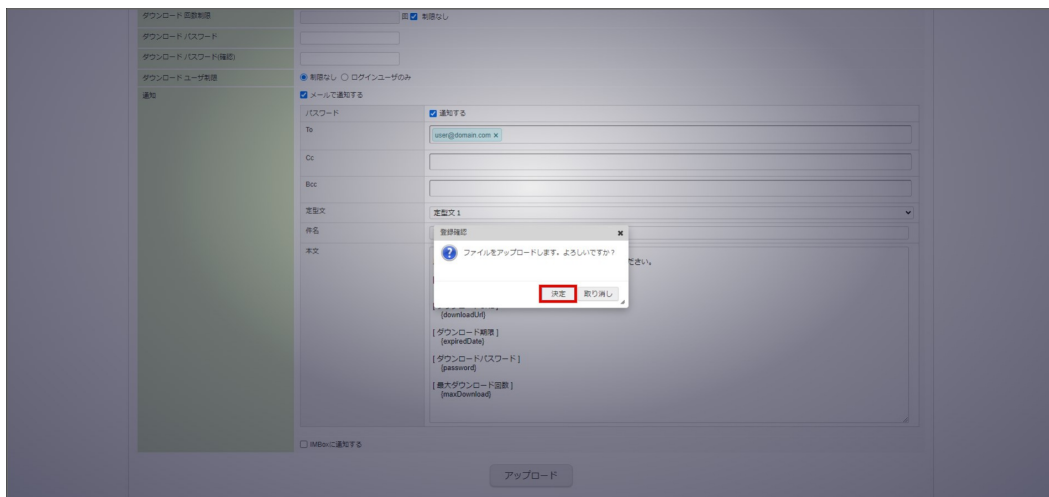 ダウンロード 回数制限
回 制限なし
ダウンロード パスワード
ダウンロード パスワード(確認)
ダウンロード ユーザ制限
制限なし ログインユーザのみ
通知
メールで通知する
パスワード
通知する
To
user@domain.com ×
Cc
Bcc
定型文
定型文 1
件名
登録確認 ×
本文
ファイルをアップロードします。よろしいですか?
ださい。
決定 取り消し
{downloadUrl}
[ ダウンロード期限 ]
{expiredDate}
[ ダウンロードパスワード ]
{password}
[ 最大ダウンロード回数 ]
{maxDownload}
IMBoxに通知する
アップロード